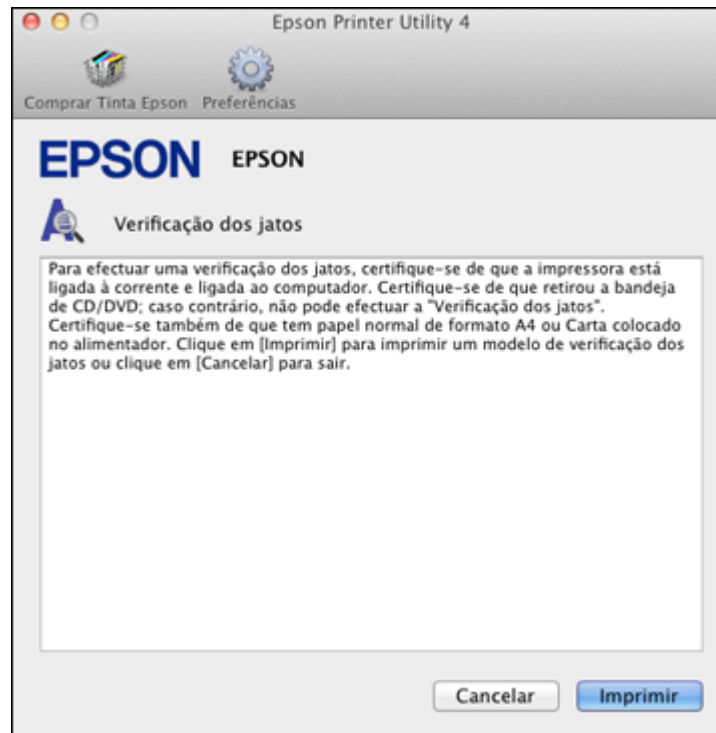 Epson Printer Utility 4
Comprar Tinta Epson Preferências
EPSON EPSON
Verificação dos jatos
Para efectuar uma verificação dos jatos, certifique-se de que a impressora está
ligada à corrente e ligada ao computador. Certifique-se de que retirou a bandeja
de CD/DVD; caso contrário, não pode efectuar a "Verificação dos jatos".
Certifique-se também de que tem papel normal de formato A4 ou Carta colocado
no alimentador. Clique em [Imprimir] para imprimir um modelo de verificação dos
jatos ou clique em [Cancelar] para sair.
Cancelar Imprimir